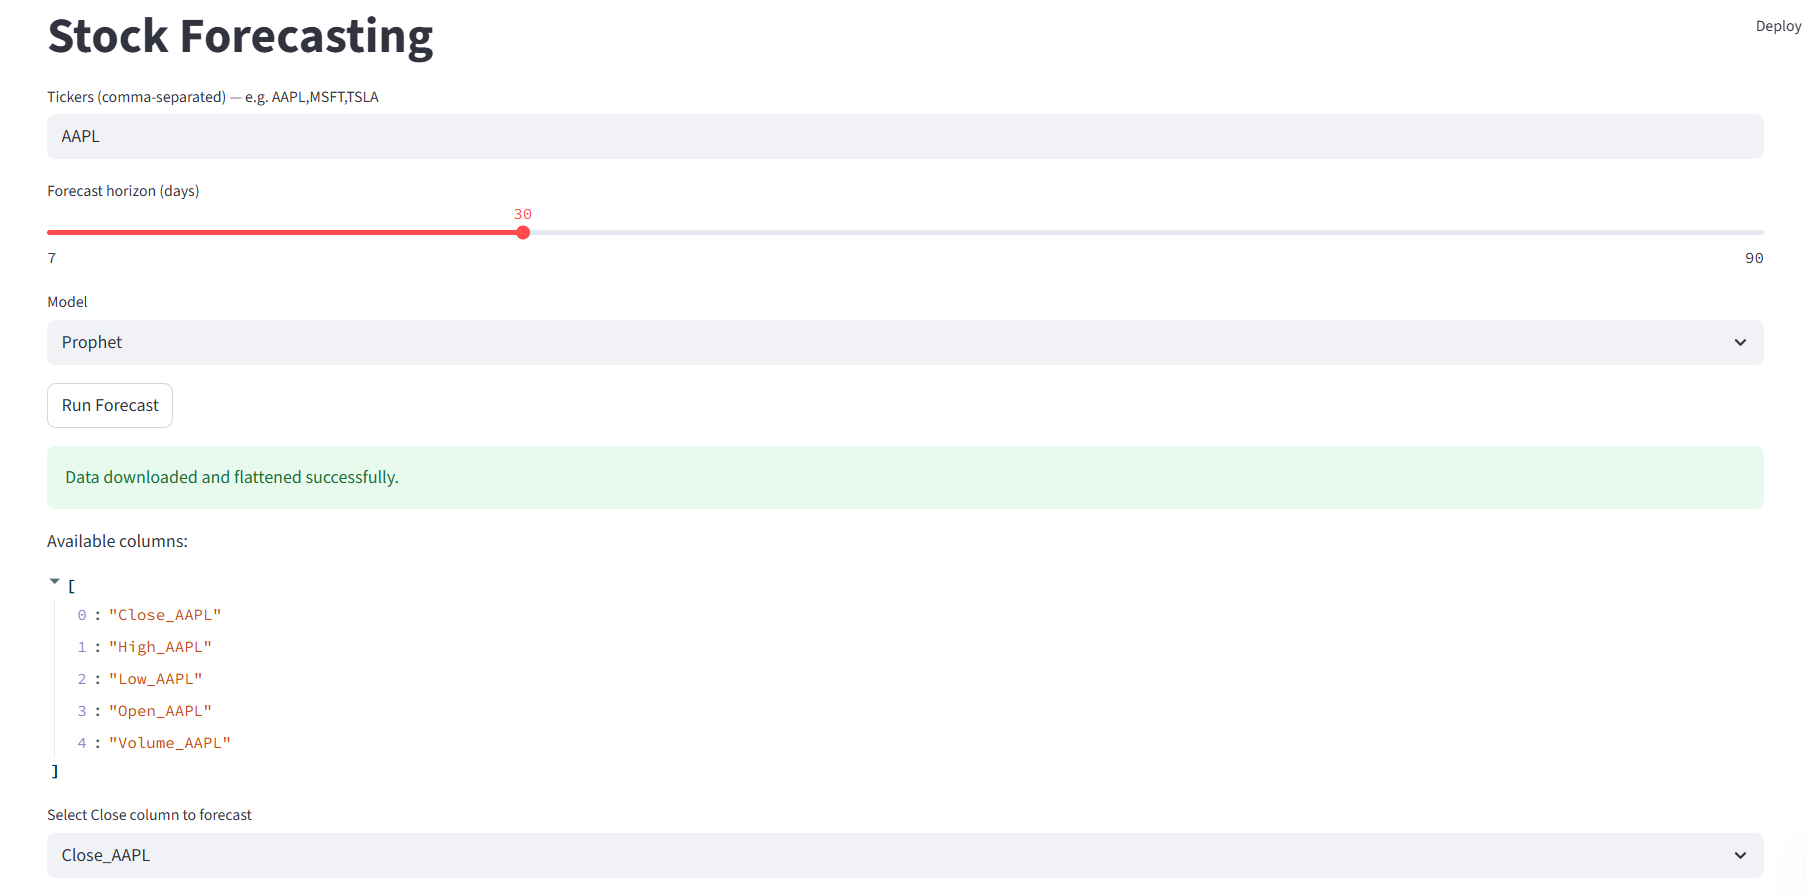 Stock Forecasting
Deploy
Tickers (comma-separated) — e.g. AAPL,MSFT,TSLA
AAPL
Forecast horizon (days)
30
7
90
Model
Prophet
Run Forecast
Data downloaded and flattened successfully.
Available columns:
[
0 : "Close_AAPL"
1 : "High_AAPL"
2 : "Low_AAPL"
3 : "Open_AAPL"
4 : "Volume_AAPL"
]
Select Close column to forecast
Close_AAPL